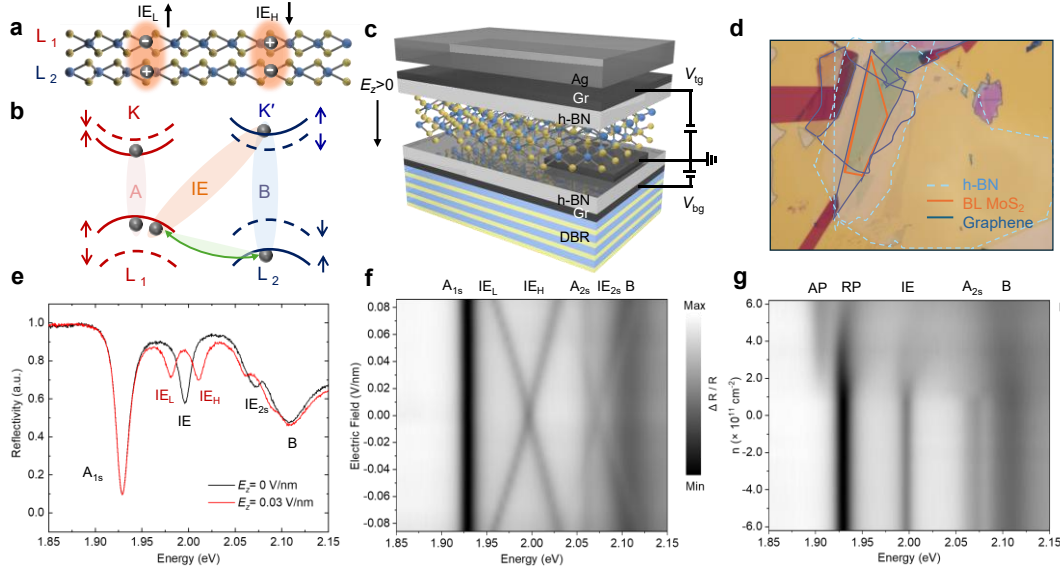 a
IE_L
IE_H
L_1
L_2
b
K
K′
A
IE
B
L_1
L_2
c
E_z>0
Ag
Gr
h-BN
h-BN
Gr
DBR
V_tg
V_bg
d
h-BN
BL MoS_2
Graphene
e
Reflectivity (a.u.)
1.0
0.8
0.6
0.4
0.2
0.0
A_1s
IE_L
IE
IE_H
IE_2s
B
E_z= 0 V/nm
E_z= 0.03 V/nm
1.85 1.90 1.95 2.00 2.05 2.10 2.15
Energy (eV)
f
A_1s IE_L IE_H A_2s IE_2s B
Electric Field (V/nm)
0.08
0.06
0.04
0.02
0.00
-0.02
-0.04
-0.06
-0.08
1.85 1.90 1.95 2.00 2.05 2.10 2.15
Energy (eV)
Max
Δ R / R
Min
g
AP RP IE A_2s B
n (× 10^11 cm^-2)
6.0
4.0
2.0
0.0
-2.0
-4.0
-6.0
1.85 1.90 1.95 2.00 2.05 2.10 2.15
Energy (eV)